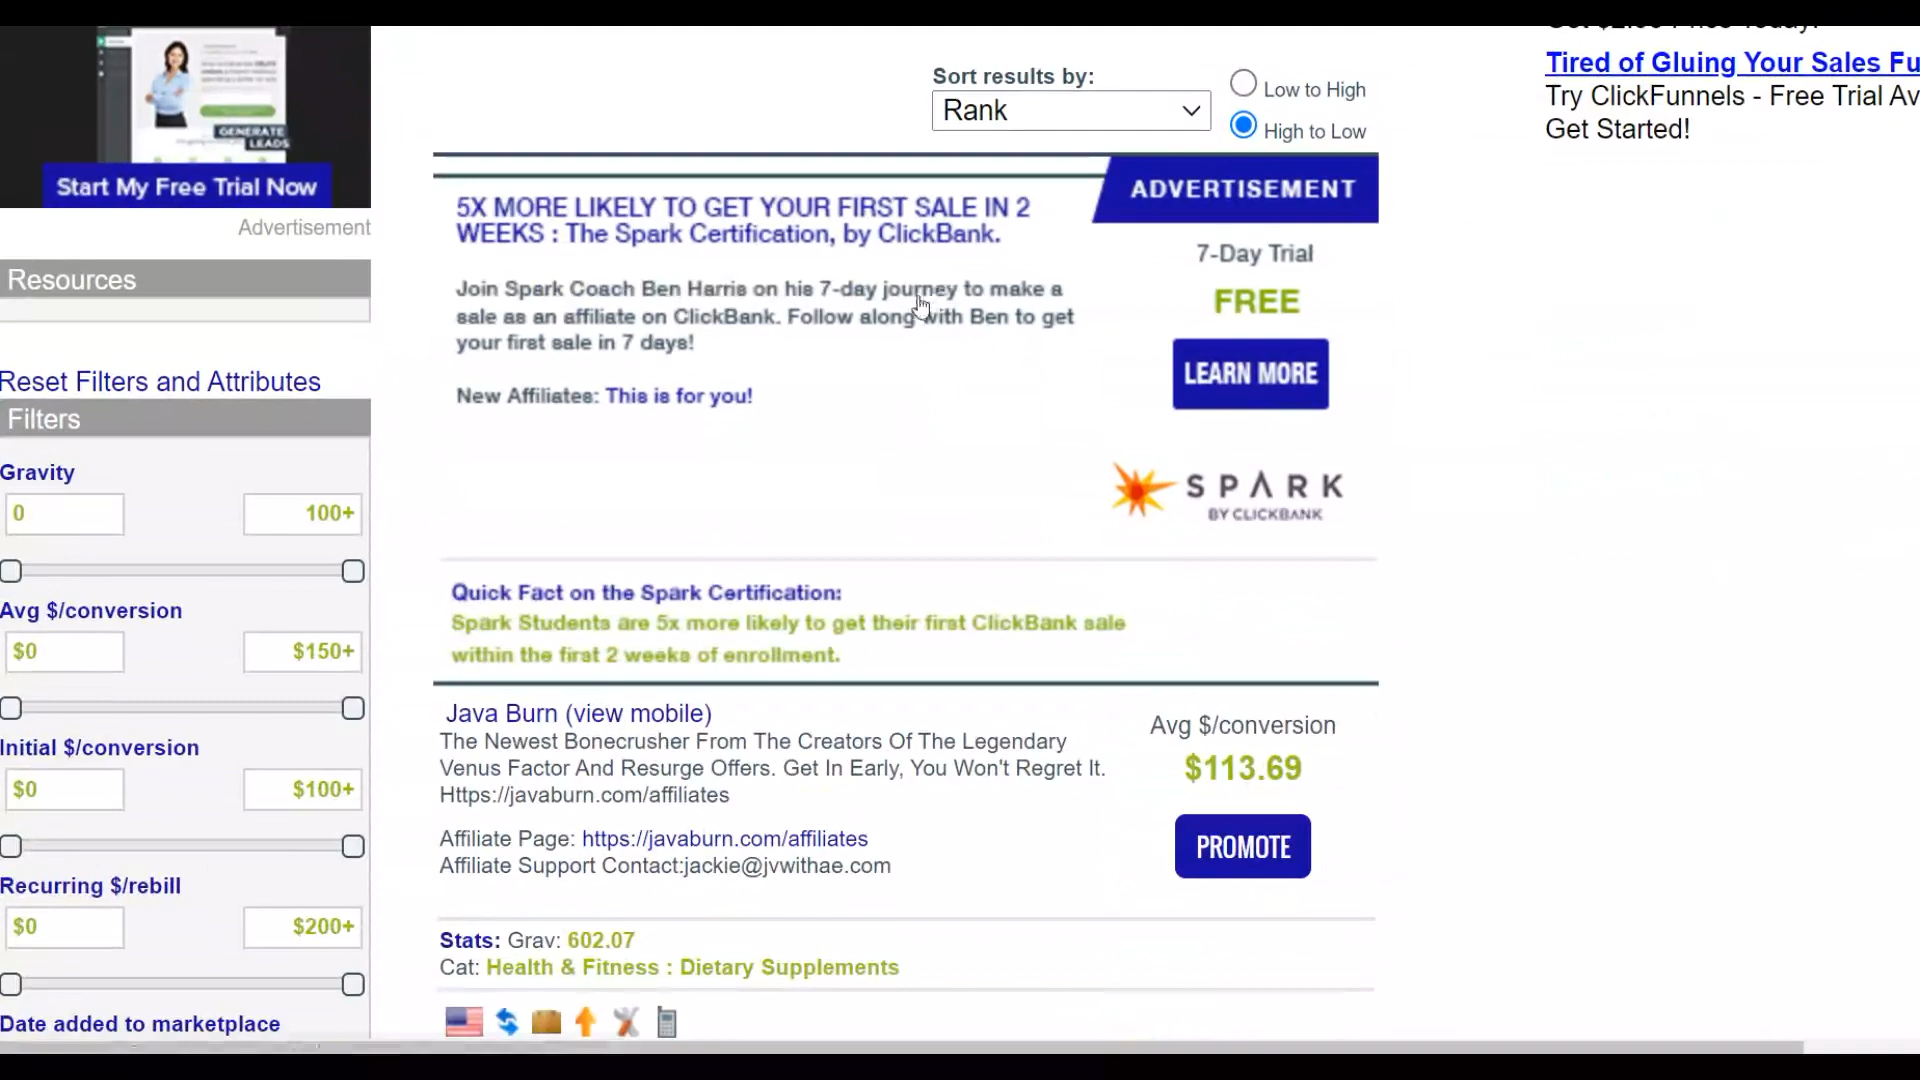 GENERATE
LEADS
Start My Free Trial Now
Advertisement
Resources
Reset Filters and Attributes
Filters
Gravity
0 100+
Avg $/conversion
$0 $150+
Initial $/conversion
$0 $100+
Recurring $/rebill
$0 $200+
Date added to marketplace
Sort results by:
Rank
Low to High
High to Low
ADVERTISEMENT
5X MORE LIKELY TO GET YOUR FIRST SALE IN 2
WEEKS : The Spark Certification, by ClickBank.
Join Spark Coach Ben Harris on his 7-day journey to make a
sale as an affiliate on ClickBank. Follow along with Ben to get
your first sale in 7 days!
New Affiliates: This is for you!
7-Day Trial
FREE
LEARN MORE
SPARK
BY CLICKBANK
Quick Fact on the Spark Certification:
Spark Students are 5x more likely to get their first ClickBank sale
within the first 2 weeks of enrollment.
Java Burn (view mobile)
The Newest Bonecrusher From The Creators Of The Legendary
Venus Factor And Resurge Offers. Get In Early, You Won't Regret It.
Https://javaburn.com/affiliates
Affiliate Page: https://javaburn.com/affiliates
Affiliate Support Contact:jackie@jvwithae.com
Avg $/conversion
$113.69
PROMOTE
Stats: Grav: 602.07
Cat: Health & Fitness : Dietary Supplements
Tired of Gluing Your Sales Fu
Try ClickFunnels - Free Trial Av
Get Started!